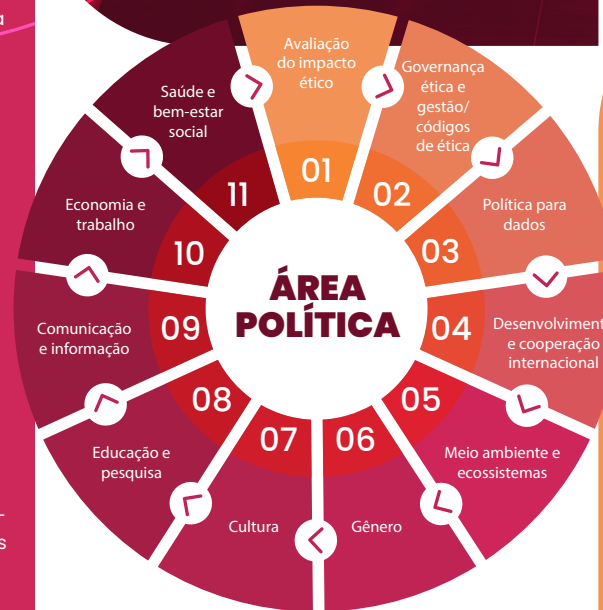 a
Avaliação
do impacto
ético
01
Governança
ética e
gestão/
códigos
de ética
02
Política para
dados
03
Desenvolviment
e cooperação
internacional
04
Meio ambiente e
ecossistemas
05
Gênero
06
Cultura
07
Educação e
pesquisa
08
Comunicação
e informação
09
Economia e
trabalho
10
Saúde e
bem-estar
social
11
ÁREA
POLÍTICA
-
s